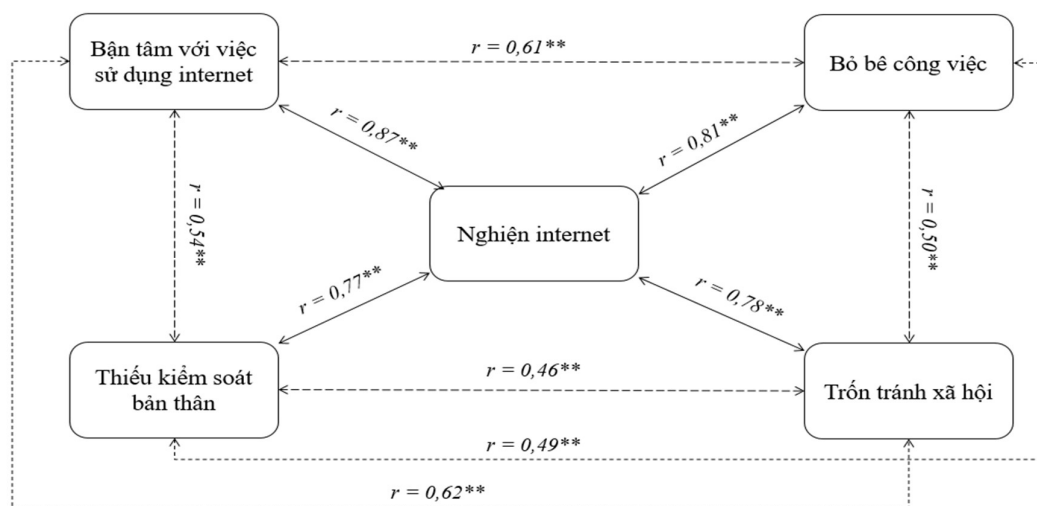 Bận tâm với việc
sử dụng internet
r = 0,61**
Bỏ bê công việc
r = 0,87**
r = 0,81**
r = 0,54**
Nghiện internet
r = 0,50**
r = 0,77**
r = 0,78**
Thiếu kiểm soát
bản thân
r = 0,46**
Trốn tránh xã hội
r = 0,49**
r = 0,62**